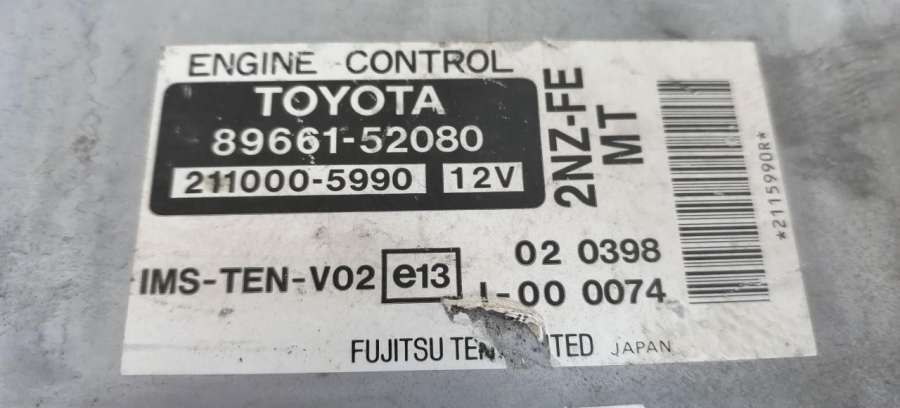 ENGINE CONTROL
TOYOTA
89661-52080
211000-5990 12V
2NZ-FE
MT
IMS-TEN-V02 e13 02 0398
-00 0074
FUJITSU TEN TED JAPAN
*2115990R*